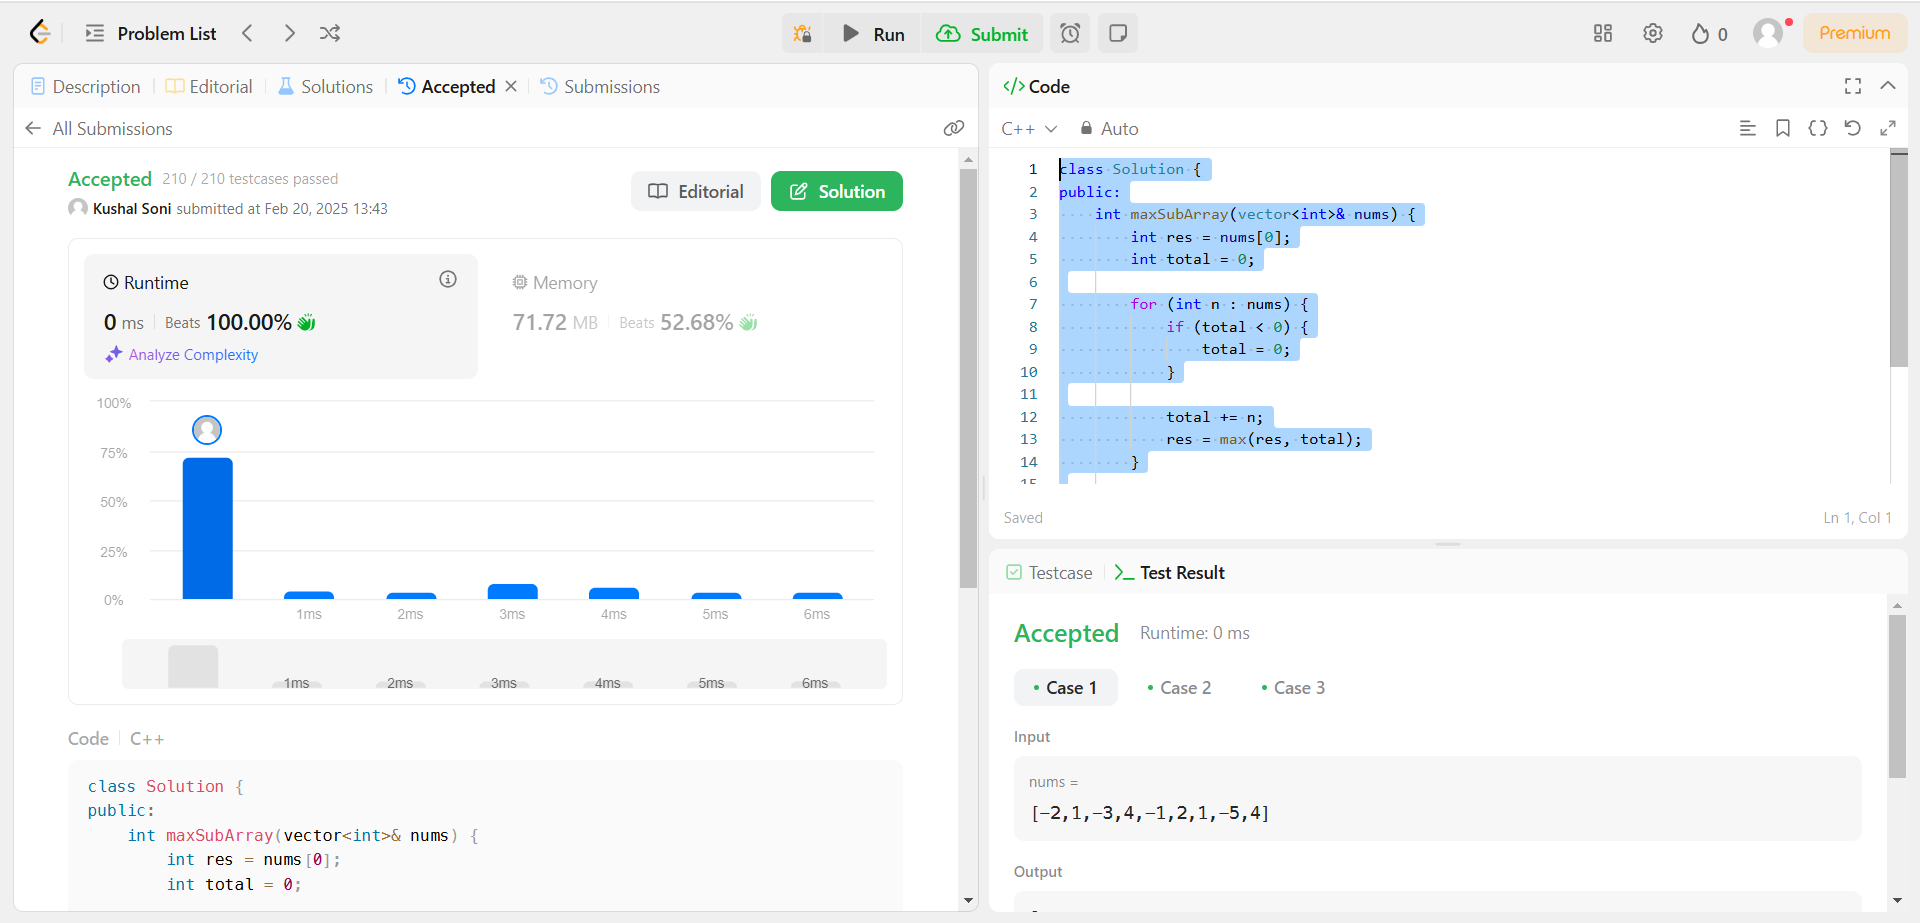 Problem List
Run
Submit
0
Premium
Description
Editorial
Solutions
Accepted
Submissions
All Submissions
Accepted 210 / 210 testcases passed
Kushal Soni submitted at Feb 20, 2025 13:43
Editorial
Solution
Runtime
0 ms Beats 100.00%
Analyze Complexity
Memory
71.72 MB Beats 52.68%
100%
75%
50%
25%
0%
1ms 2ms 3ms 4ms 5ms 6ms
1ms 2ms 3ms 4ms 5ms 6ms
Code C++
class Solution {
public:
    int maxSubArray(vector<int>& nums) {
        int res = nums[0];
        int total = 0;
</> Code
C++ Auto
1 class Solution {
2 public:
3     int maxSubArray(vector<int>& nums) {
4         int res = nums[0];
5         int total = 0;
6
7         for (int n : nums) {
8             if (total < 0) {
9                 total = 0;
10             }
11
12             total += n;
13             res = max(res, total);
14         }
15
Saved
Ln 1, Col 1
Testcase
Test Result
Accepted Runtime: 0 ms
Case 1
Case 2
Case 3
Input
nums =
[-2,1,-3,4,-1,2,1,-5,4]
Output